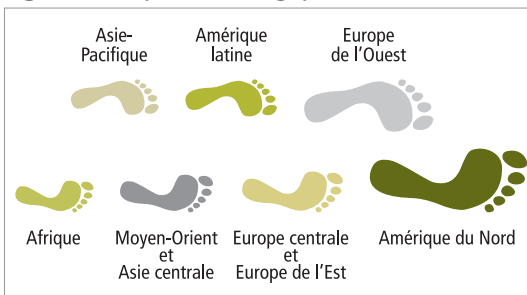 Asie-
Pacifique
Amérique
latine
Europe
de l'Ouest
Afrique
Moyen-Orient
et
Asie centrale
Europe centrale
et
Europe de l'Est
Amérique du Nord